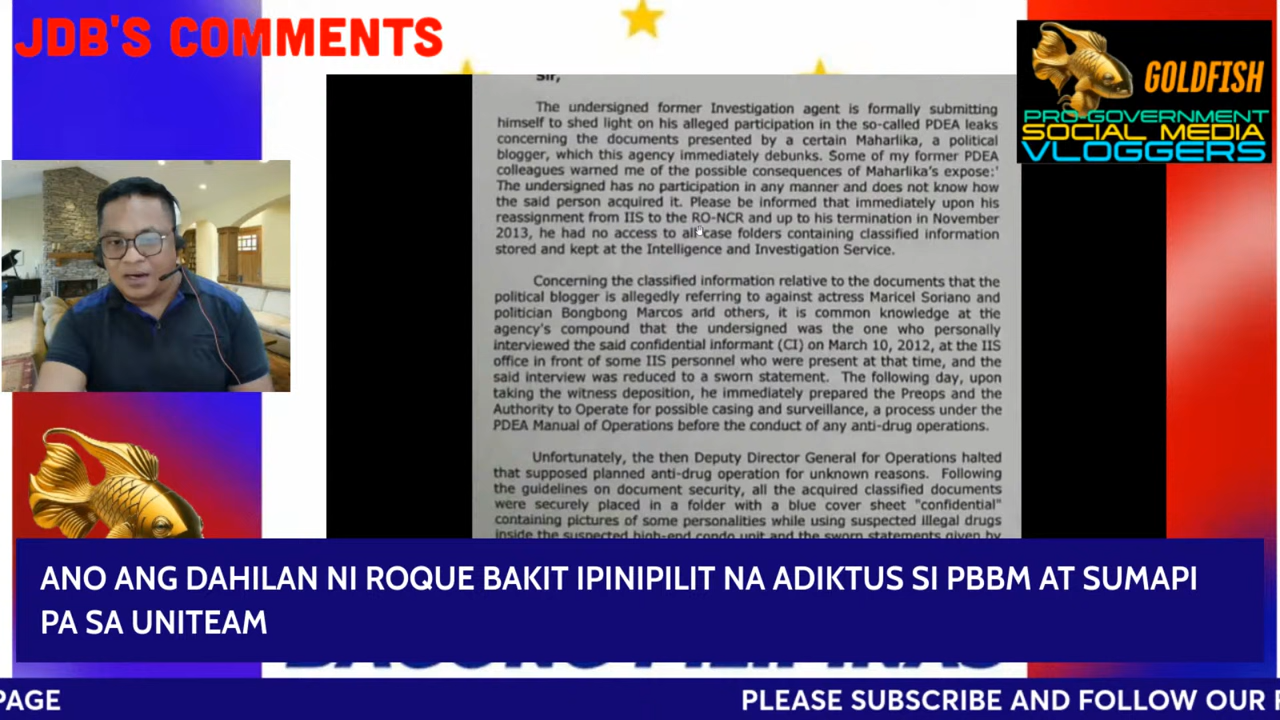 JDB'S COMMENTS
GOLDFISH
PRO-GOVERNMENT
SOCIAL MEDIA
VLOGGERS
Sir,
The undersigned former Investigation agent is formally submitting
himself to shed light on his alleged participation in the so-called PDEA leaks
concerning the documents presented by a certain Maharlika, a political
blogger, which this agency immediately debunks. Some of my former PDEA
colleagues warned me of the possible consequences of Maharlika's expose:'
The undersigned has no participation in any manner and does not know how
the said person acquired it. Please be informed that immediately upon his
reassignment from IIS to the RO-NCR and up to his termination in November
2013, he had no access to all case folders containing classified information
stored and kept at the Intelligence and Investigation Service.
Concerning the classified information relative to the documents that the
political blogger is allegedly referring to against actress Maricel Soriano and
politician Bongbong Marcos and others, it is common knowledge at the
agency's compound that the undersigned was the one who personally
interviewed the said confidential informant (CI) on March 10, 2012, at the IIS
office in front of some IIS personnel who were present at that time, and the
said interview was reduced to a sworn statement. The following day, upon
taking the witness deposition, he immediately prepared the Preops and the
Authority to Operate for possible casing and surveillance, a process under the
PDEA Manual of Operations before the conduct of any anti-drug operations.
Unfortunately, the then Deputy Director General for Operations halted
that supposed planned anti-drug operation for unknown reasons. Following
the guidelines on document security, all the acquired classified documents
were securely placed in a folder with a blue cover sheet "confidential"
containing pictures of some personalities while using suspected illegal drugs
inside the suspected high-end condo unit and the sworn statements given by
ANO ANG DAHILAN NI ROQUE BAKIT IPINIPILIT NA ADIKTUS SI PBBM AT SUMAPI
PA SA UNITEAM
PAGE
PLEASE SUBSCRIBE AND FOLLOW OUR